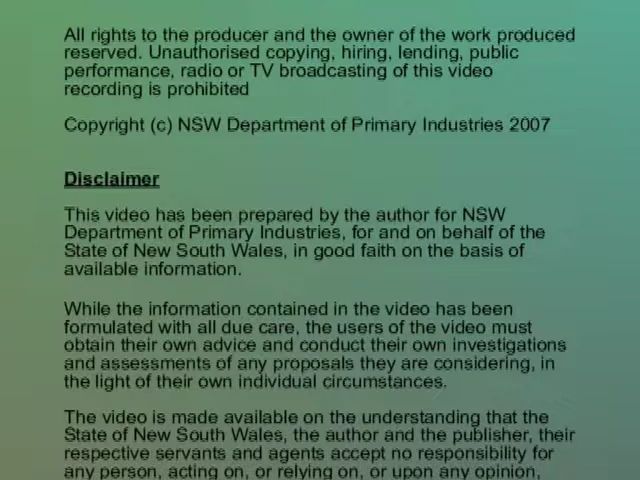 All rights to the producer and the owner of the work produced
reserved. Unauthorised copying, hiring, lending, public
performance, radio or TV broadcasting of this video
recording is prohibited
Copyright (c) NSW Department of Primary Industries 2007
Disclaimer
This video has been prepared by the author for NSW
Department of Primary Industries, for and on behalf of the
State of New South Wales, in good faith on the basis of
available information.
While the information contained in the video has been
formulated with all due care, the users of the video must
obtain their own advice and conduct their own investigations
and assessments of any proposals they are considering, in
the light of their own individual circumstances.
The video is made available on the understanding that the
State of New South Wales, the author and the publisher, their
respective servants and agents accept no responsibility for
any person, acting on, or relying on, or upon any opinion,